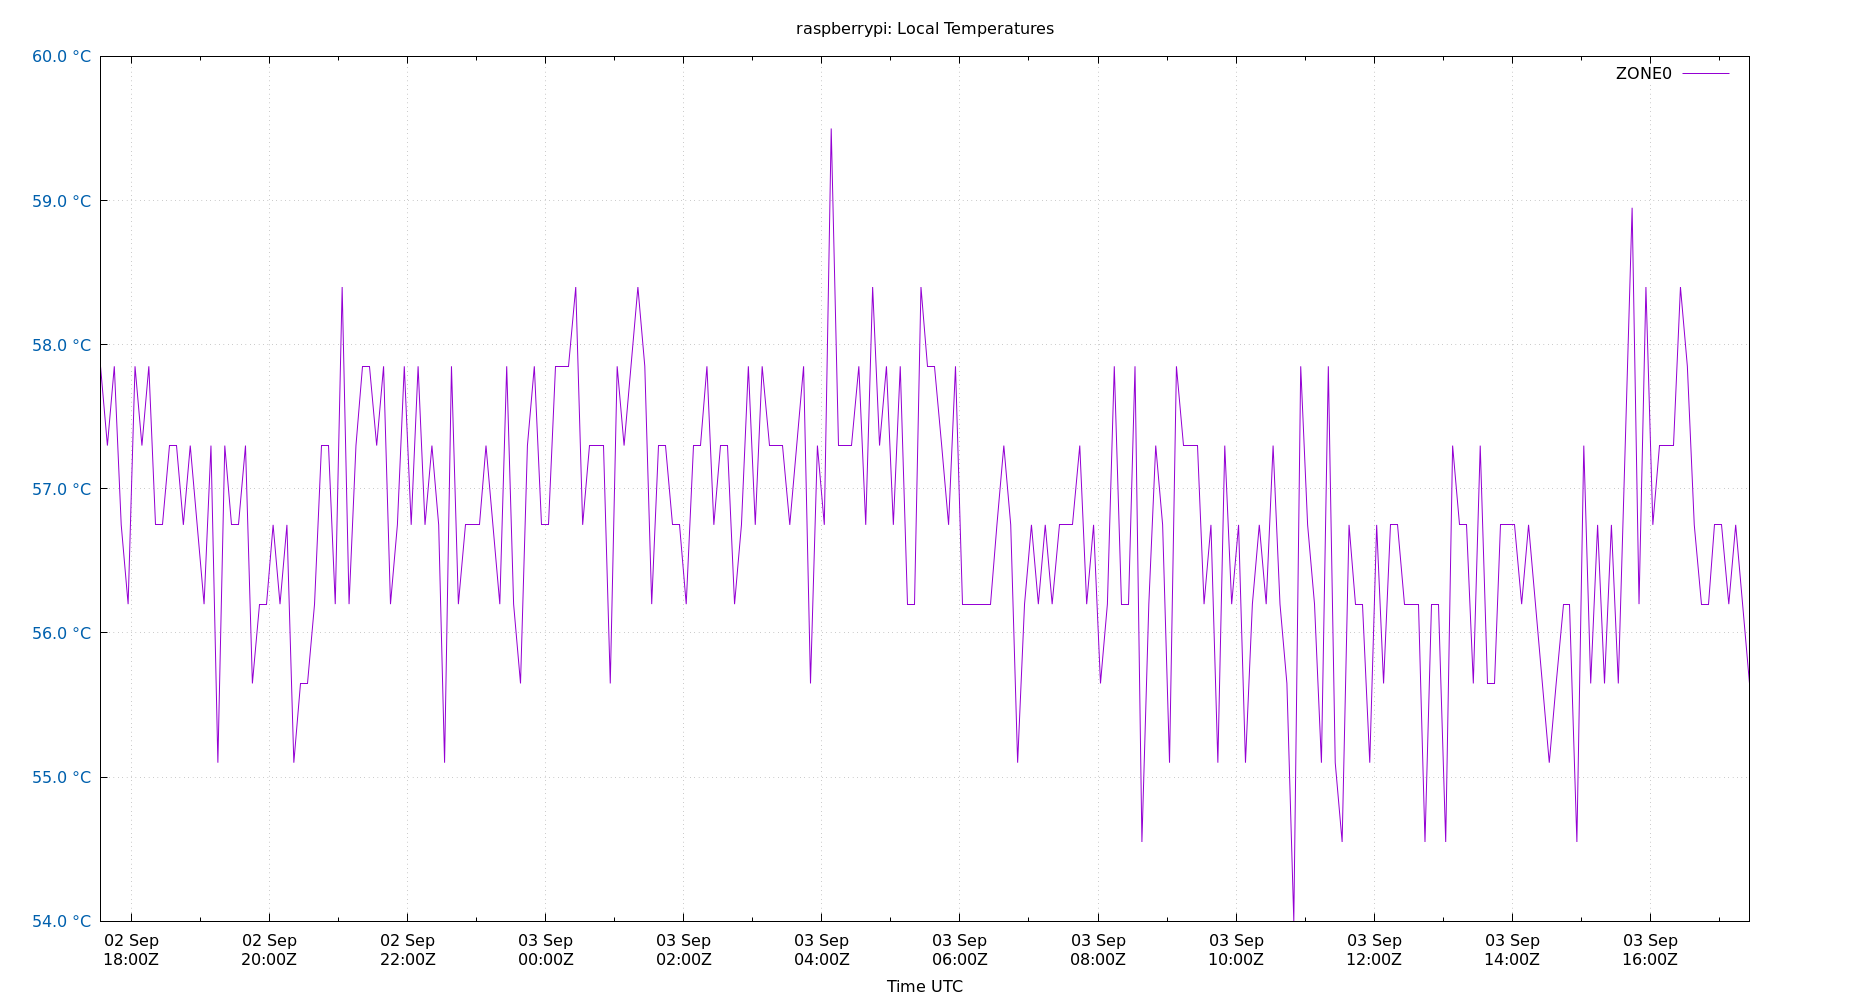 raspberrypi: Local Temperatures
60.0 °C
ZONE0
59.0 °C
58.0 °C
57.0 °C
56.0 °C
55.0 °C
54.0 °C
02 Sep 02 Sep 02 Sep 03 Sep 03 Sep 03 Sep 03 Sep 03 Sep 03 Sep 03 Sep 03 Sep 03 Sep
18:00Z 20:00Z 22:00Z 00:00Z 02:00Z 04:00Z 06:00Z 08:00Z 10:00Z 12:00Z 14:00Z 16:00Z
Time UTC